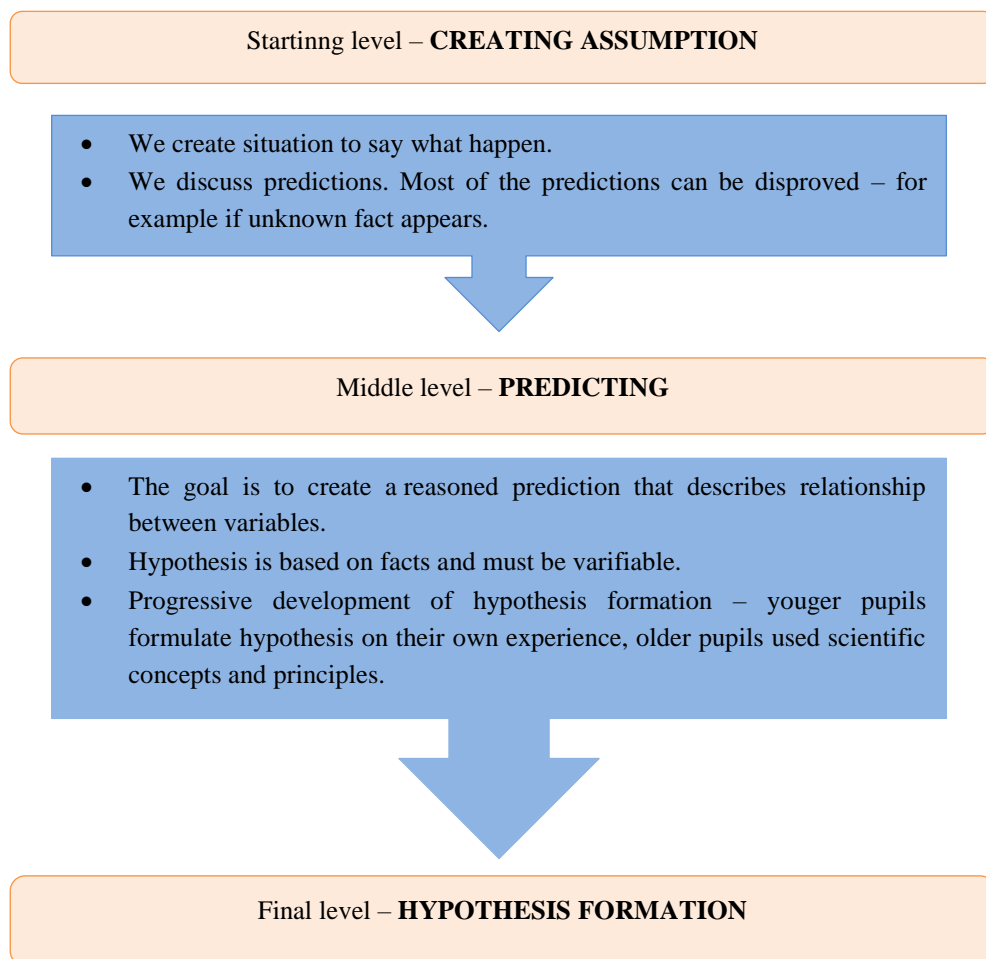 Startinng level – CREATING ASSUMPTION
• We create situation to say what happen.
• We discuss predictions. Most of the predictions can be disproved – for
example if unknown fact appears.
Middle level – PREDICTING
• The goal is to create a reasoned prediction that describes relationship
between variables.
• Hypothesis is based on facts and must be varifiable.
• Progressive development of hypothesis formation – youger pupils
formulate hypothesis on their own experience, older pupils used scientific
concepts and principles.
Final level – HYPOTHESIS FORMATION